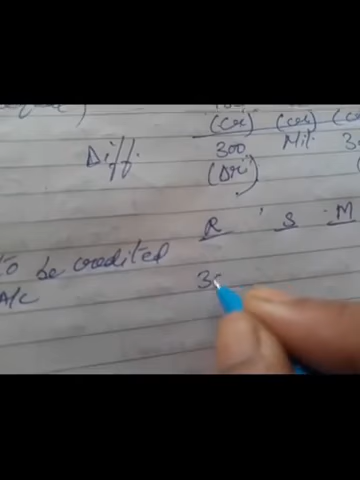 (Cr) (Cr)
Diff. 300 Nil
(Dr)
R S M
to be credited
A/c